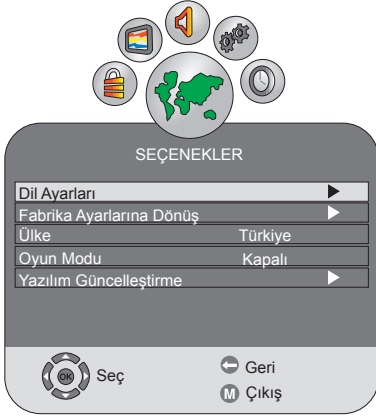 SEÇENEKLER
Dil Ayarları
Fabrika Ayarlarına Dönüş
Ülke Türkiye
Oyun Modu Kapalı
Yazılım Güncelleştirme
OK Seç
Geri
M Çıkış